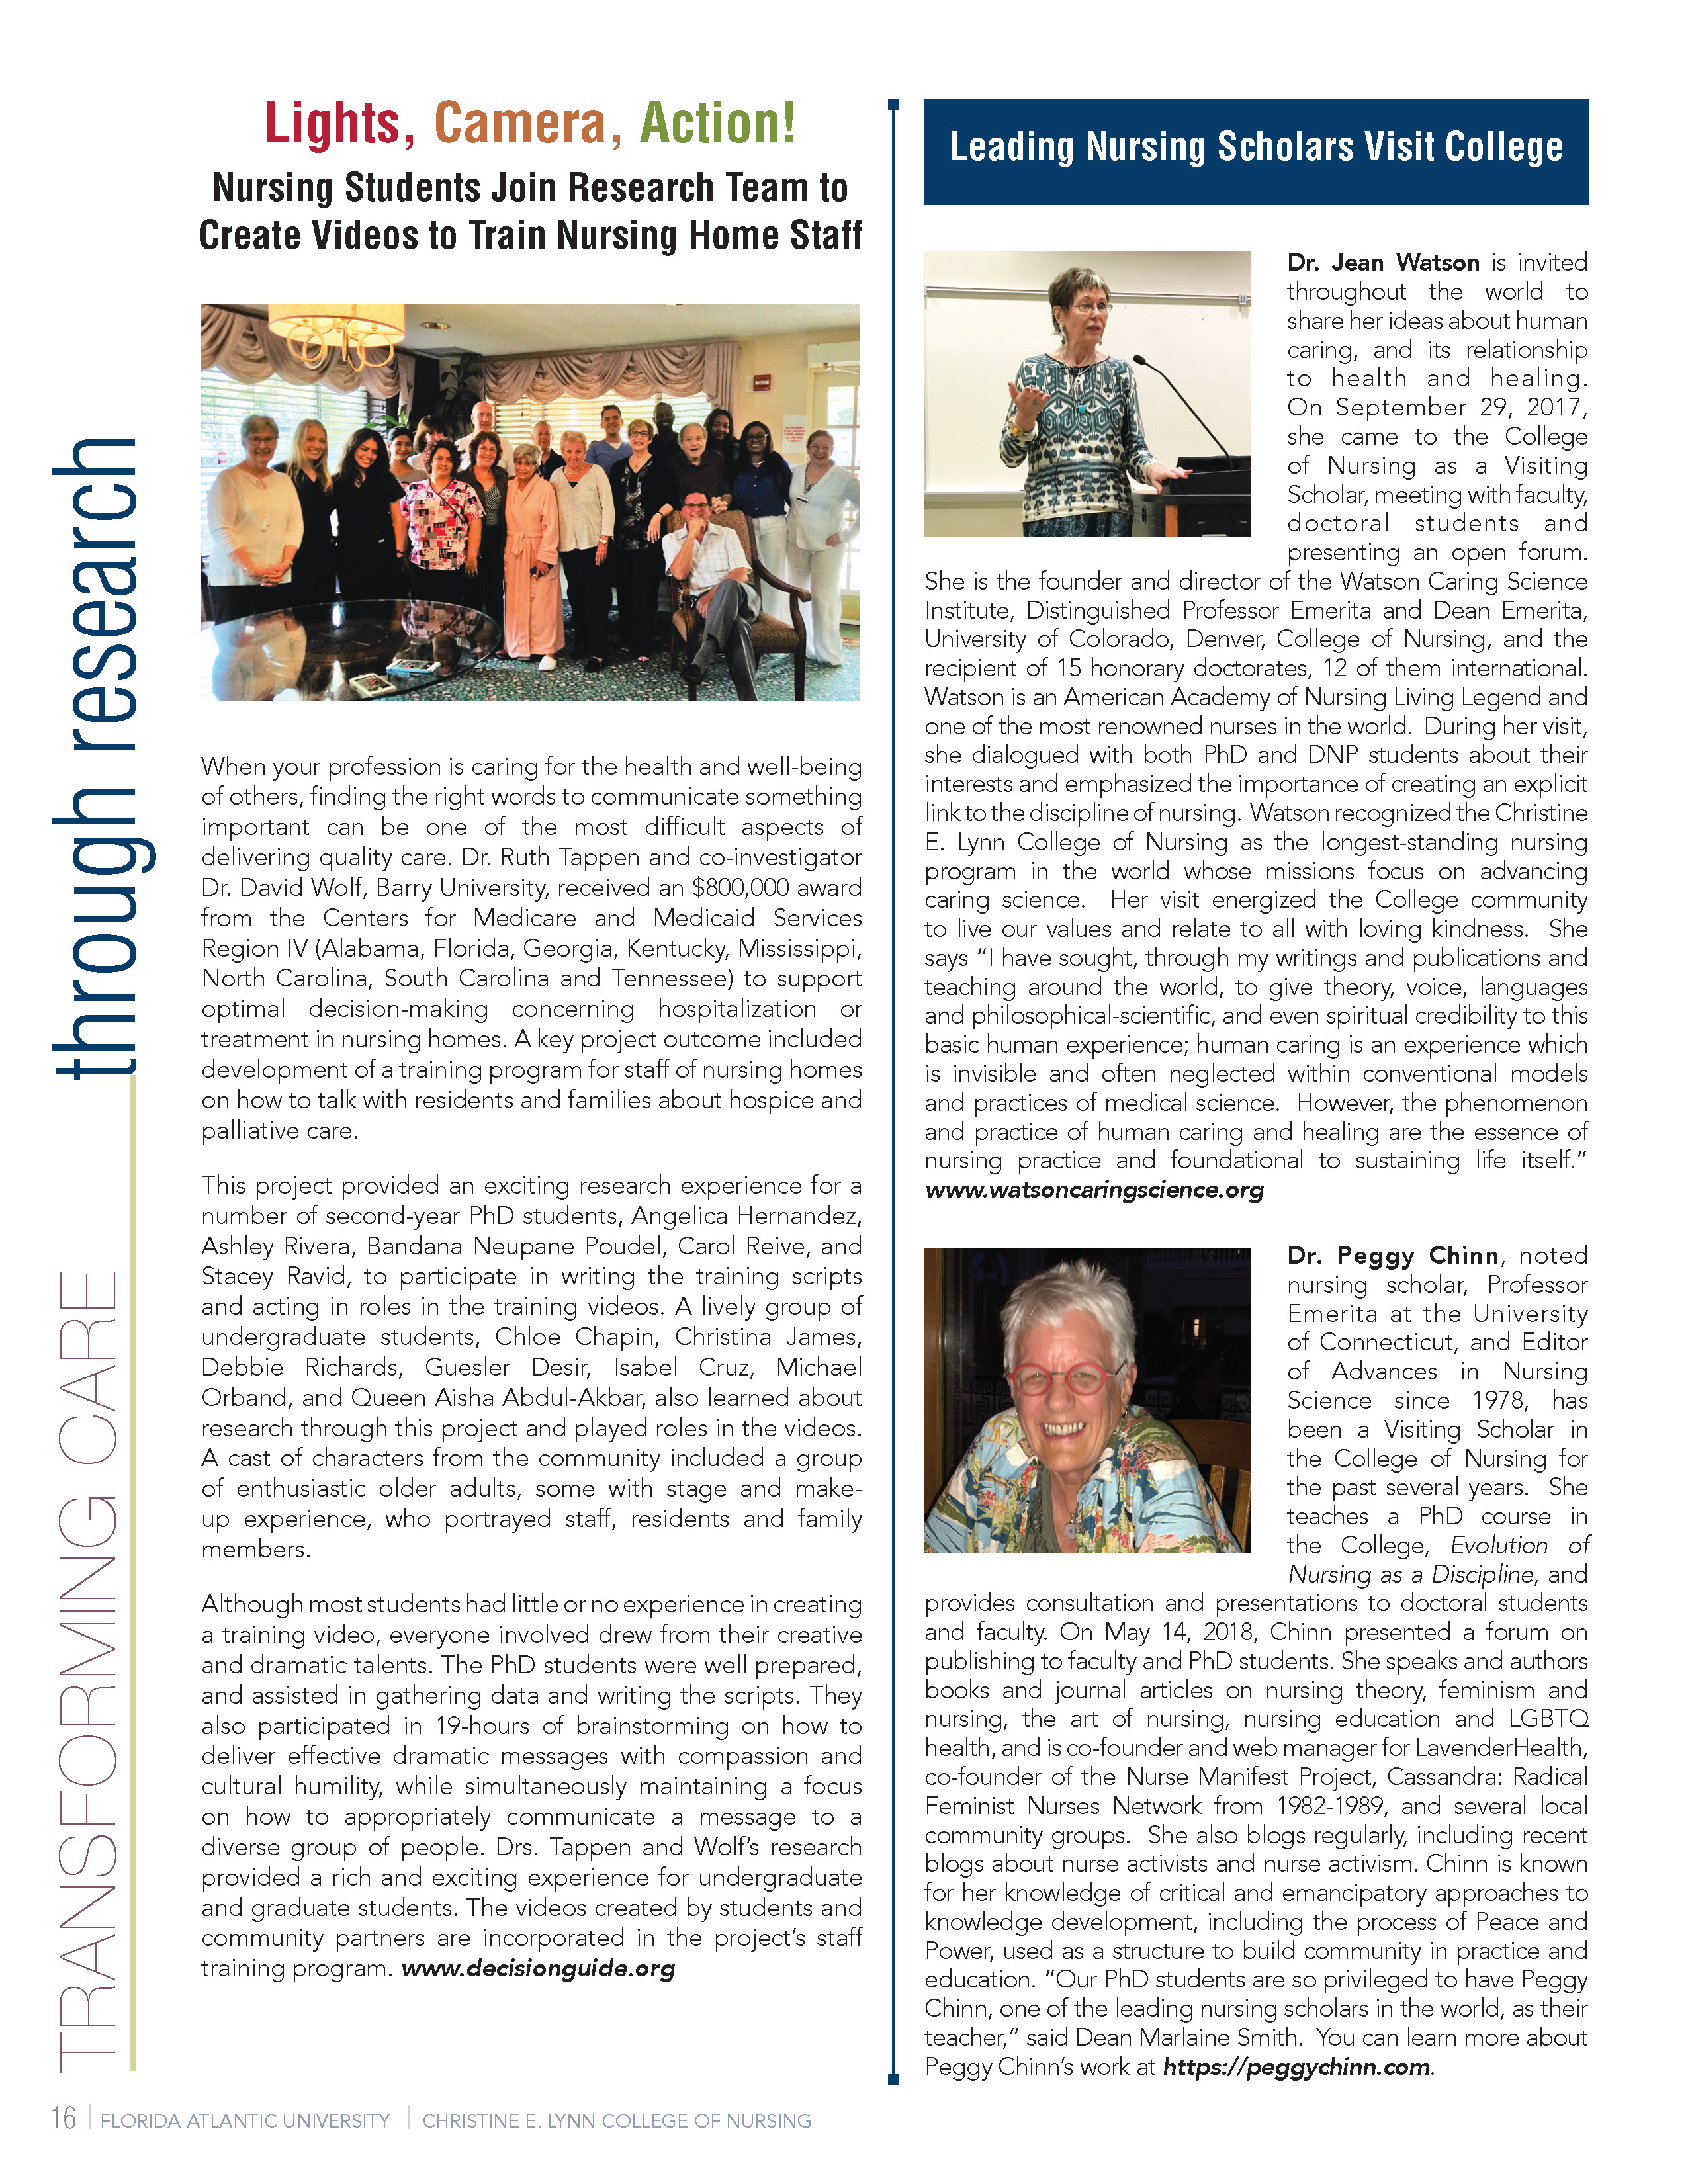 Lights, Camera, Action!
Nursing Students Join Research Team to
Create Videos to Train Nursing Home Staff
When your profession is caring for the health and well-being
of others, finding the right words to communicate something
important can be one of the most difficult aspects of
delivering quality care. Dr. Ruth Tappen and co-investigator
Dr. David Wolf, Barry University, received an $800,000 award
from the Centers for Medicare and Medicaid Services
Region IV (Alabama, Florida, Georgia, Kentucky, Mississippi,
North Carolina, South Carolina and Tennessee) to support
optimal decision-making concerning hospitalization or
treatment in nursing homes. A key project outcome included
development of a training program for staff of nursing homes
on how to talk with residents and families about hospice and
palliative care.
This project provided an exciting research experience for a
number of second-year PhD students, Angelica Hernandez,
Ashley Rivera, Bandana Neupane Poudel, Carol Reive, and
Stacey Ravid, to participate in writing the training scripts
and acting in roles in the training videos. A lively group of
undergraduate students, Chloe Chapin, Christina James,
Debbie Richards, Guesler Desir, Isabel Cruz, Michael
Orband, and Queen Aisha Abdul-Akbar, also learned about
research through this project and played roles in the videos.
A cast of characters from the community included a group
of enthusiastic older adults, some with stage and make-
up experience, who portrayed staff, residents and family
members.
Although most students had little or no experience in creating
a training video, everyone involved drew from their creative
and dramatic talents. The PhD students were well prepared,
and assisted in gathering data and writing the scripts. They
also participated in 19-hours of brainstorming on how to
deliver effective dramatic messages with compassion and
cultural humility, while simultaneously maintaining a focus
on how to appropriately communicate a message to a
diverse group of people. Drs. Tappen and Wolf's research
provided a rich and exciting experience for undergraduate
and graduate students. The videos created by students and
community partners are incorporated in the project's staff
training program. www.decisionguide.org
Leading Nursing Scholars Visit College
Dr. Jean Watson is invited
throughout the world to
share her ideas about human
caring, and its relationship
to health and healing.
On September 29, 2017,
she came to the College
of Nursing as a Visiting
Scholar, meeting with faculty,
doctoral students and
presenting an open forum.
She is the founder and director of the Watson Caring Science
Institute, Distinguished Professor Emerita and Dean Emerita,
University of Colorado, Denver, College of Nursing, and the
recipient of 15 honorary doctorates, 12 of them international.
Watson is an American Academy of Nursing Living Legend and
one of the most renowned nurses in the world. During her visit,
she dialogued with both PhD and DNP students about their
interests and emphasized the importance of creating an explicit
link to the discipline of nursing. Watson recognized the Christine
E. Lynn College of Nursing as the longest-standing nursing
program in the world whose missions focus on advancing
caring science. Her visit energized the College community
to live our values and relate to all with loving kindness. She
says “I have sought, through my writings and publications and
teaching around the world, to give theory, voice, languages
and philosophical-scientific, and even spiritual credibility to this
basic human experience; human caring is an experience which
is invisible and often neglected within conventional models
and practices of medical science. However, the phenomenon
and practice of human caring and healing are the essence of
nursing practice and foundational to sustaining life itself.”
www.watsoncaringscience.org
Dr. Peggy Chinn, noted
nursing scholar, Professor
Emerita at the University
of Connecticut, and Editor
of Advances in Nursing
Science since 1978, has
been a Visiting Scholar in
the College of Nursing for
the past several years. She
teaches a PhD course in
the College, Evolution of
Nursing as a Discipline, and
provides consultation and presentations to doctoral students
and faculty. On May 14, 2018, Chinn presented a forum on
publishing to faculty and PhD students. She speaks and authors
books and journal articles on nursing theory, feminism and
nursing, the art of nursing, nursing education and LGBTQ
health, and is co-founder and web manager for LavenderHealth,
co-founder of the Nurse Manifest Project, Cassandra: Radical
Feminist Nurses Network from 1982-1989, and several local
community groups. She also blogs regularly, including recent
blogs about nurse activists and nurse activism. Chinn is known
for her knowledge of critical and emancipatory approaches to
knowledge development, including the process of Peace and
Power, used as a structure to build community in practice and
education. “Our PhD students are so privileged to have Peggy
Chinn, one of the leading nursing scholars in the world, as their
teacher,” said Dean Marlaine Smith. You can learn more about
Peggy Chinn's work at https://peggychinn.com.
TRANSFORMING CARE through research
16 | FLORIDA ATLANTIC UNIVERSITY | CHRISTINE E. LYNN COLLEGE OF NURSING